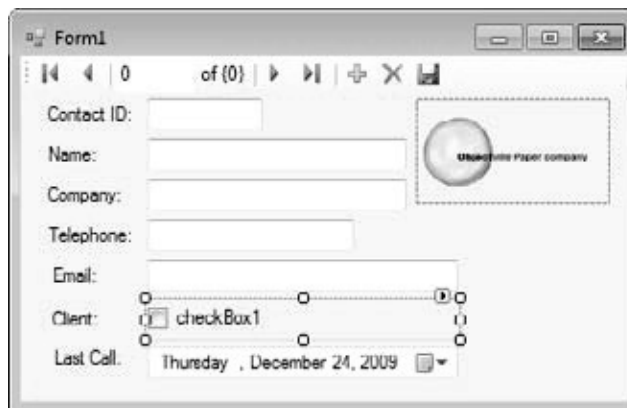 Form1
0 of {0}
Contact ID:
Name:
Paper company
Company:
Telephone:
Email:
Client: checkBox1
Last Call. Thursday , December 24, 2009